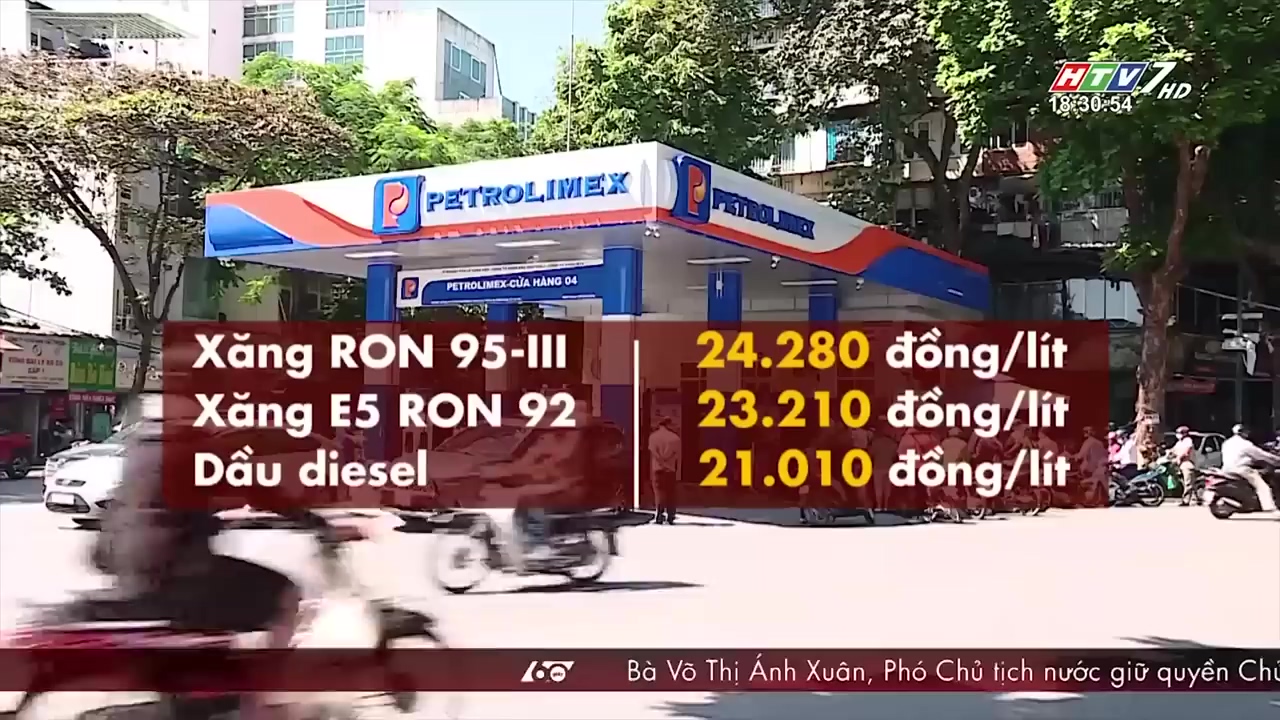 HTV7 HD
18:30:54
PETROLIMEX
PETROLIMEX
PETROLIMEX-CỬA HÀNG 04
Xăng RON 95-III 24.280 đồng/lít
Xăng E5 RON 92 23.210 đồng/lít
Dầu diesel 21.010 đồng/lít
60 Bà Võ Thị Ánh Xuân, Phó Chủ tịch nước giữ quyền Chủ